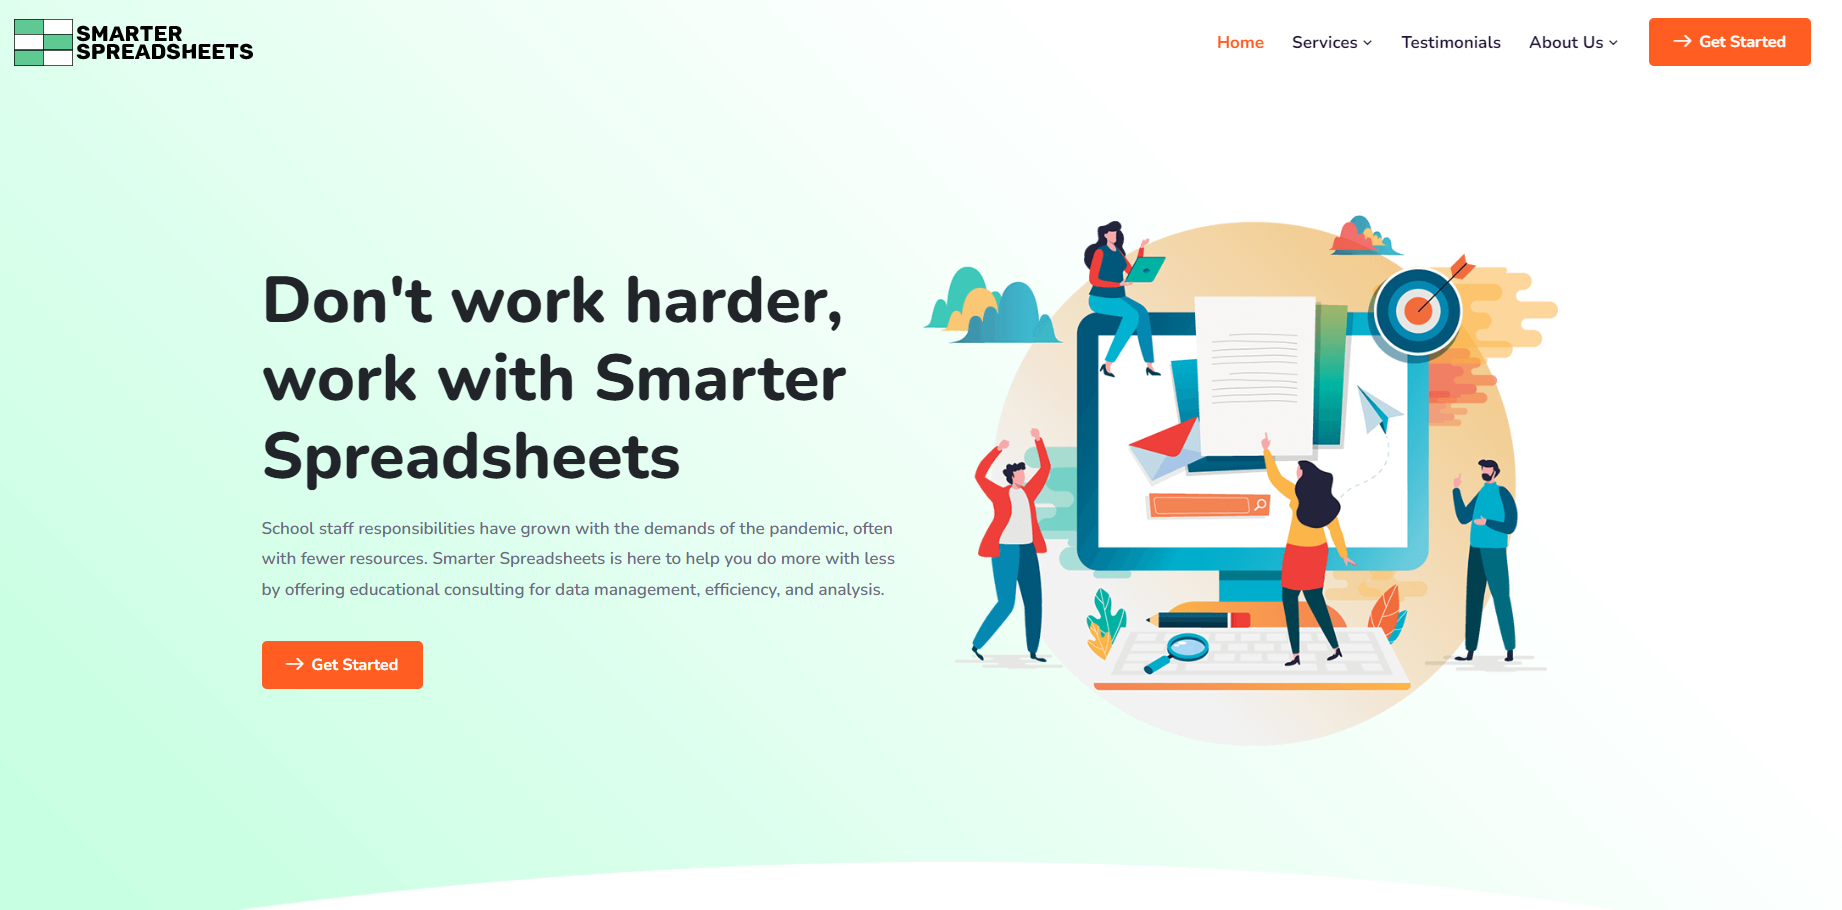 SMARTER
SPREADSHEETS
Home
Services
Testimonials
About Us
Get Started
Don't work harder,
work with Smarter
Spreadsheets
School staff responsibilities have grown with the demands of the pandemic, often
with fewer resources. Smarter Spreadsheets is here to help you do more with less
by offering educational consulting for data management, efficiency, and analysis.
Get Started